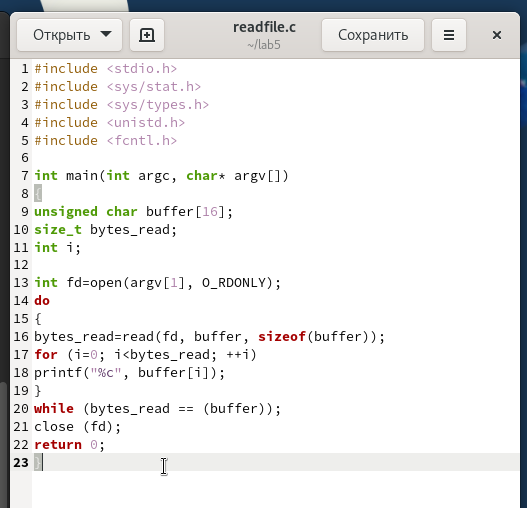 Открыть
readfile.c
~/lab5
Сохранить
1 #include <stdio.h>
2 #include <sys/stat.h>
3 #include <sys/types.h>
4 #include <unistd.h>
5 #include <fcntl.h>
6
7 int main(int argc, char* argv[])
8 {
9 unsigned char buffer[16];
10 size_t bytes_read;
11 int i;
12
13 int fd=open(argv[1], O_RDONLY);
14 do
15 {
16 bytes_read=read(fd, buffer, sizeof(buffer));
17 for (i=0; i<bytes_read; ++i)
18 printf("%c", buffer[i]);
19 }
20 while (bytes_read == (buffer));
21 close (fd);
22 return 0;
23 }